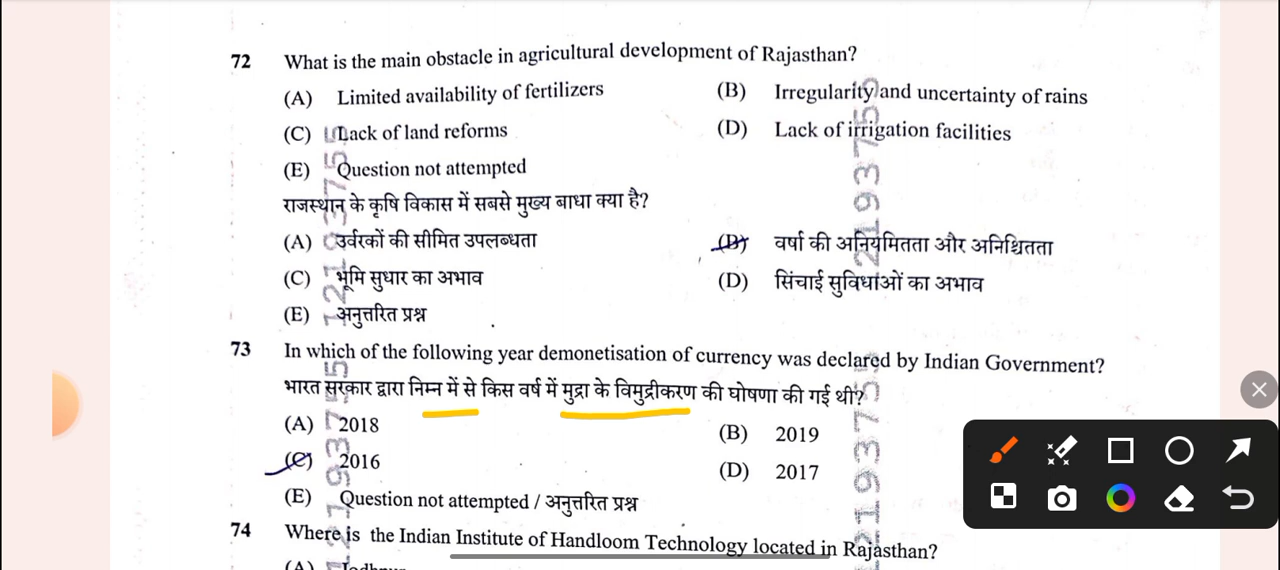 72 What is the main obstacle in agricultural development of Rajasthan?
(A) Limited availability of fertilizers (B) Irregularity and uncertainty of rains
(C) Lack of land reforms (D) Lack of irrigation facilities
(E) Question not attempted
राजस्थान के कृषि विकास में सबसे मुख्य बाधा क्या है?
(A) उर्वरकों की सीमित उपलब्धता (B) वर्षा की अनियमितता और अनिश्चितता
(C) भूमि सुधार का अभाव (D) सिंचाई सुविधाओं का अभाव
(E) अनुत्तरित प्रश्न
73 In which of the following year demonetisation of currency was declared by Indian Government?
भारत सरकार द्वारा निम्न में से किस वर्ष में मुद्रा के विमुद्रीकरण की घोषणा की गई थी?
(A) 2018 (B) 2019
(C) 2016 (D) 2017
(E) Question not attempted / अनुत्तरित प्रश्न
74 Where is the Indian Institute of Handloom Technology located in Rajasthan?
(A)